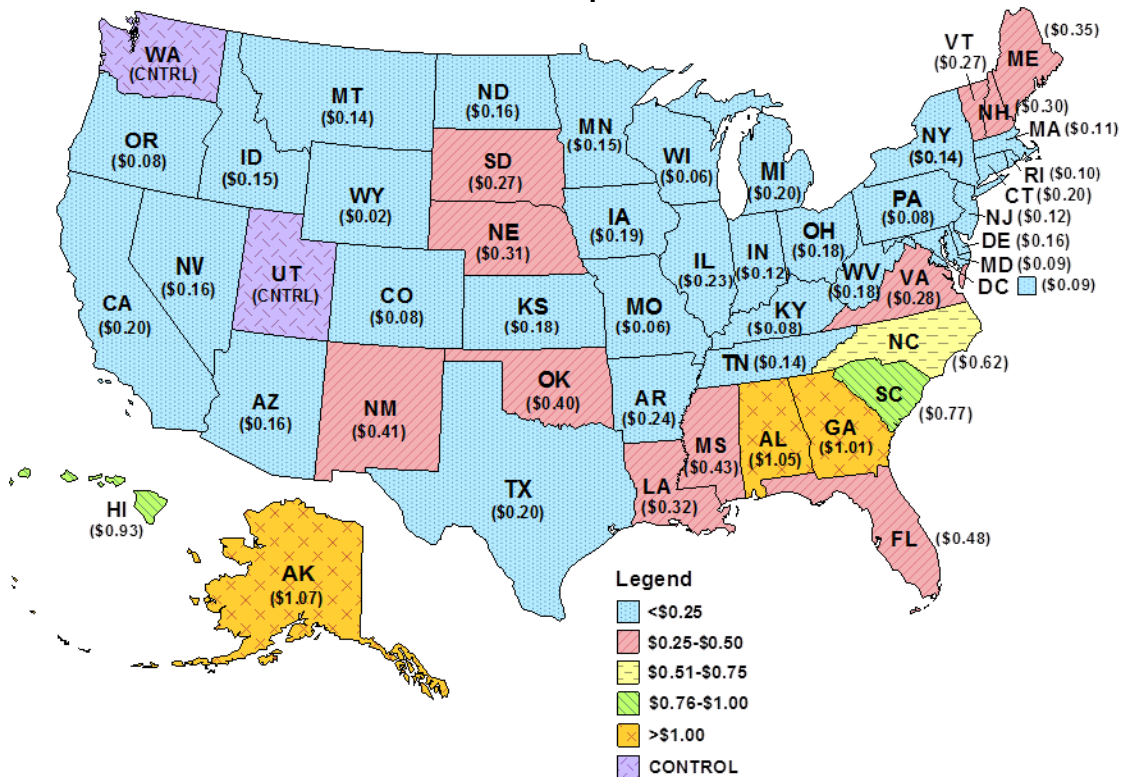 WA
(CNTRL)
MT
($0.14)
ND
($0.16)
MN
($0.15)
OR
($0.08)
ID
($0.15)
SD
($0.27)
WY
($0.02)
WI
($0.06)
MI
($0.20)
VT
($0.27)
ME
($0.35)
NH
($0.30)
NY
($0.14)
MA ($0.11)
RI ($0.10)
CT ($0.20)
NJ ($0.12)
DE ($0.16)
MD ($0.09)
DC ($0.09)
PA
($0.08)
NE
($0.31)
IA
($0.19)
NV
($0.16)
UT
(CNTRL)
CA
($0.20)
CO
($0.08)
KS
($0.18)
MO
($0.06)
IL
($0.23)
IN
($0.12)
OH
($0.18)
WV
($0.18)
VA
($0.28)
KY
($0.08)
NC
($0.62)
TN ($0.14)
SC
($0.77)
AZ
($0.16)
NM
($0.41)
OK
($0.40)
AR
($0.24)
MS
($0.43)
AL
($1.05)
GA
($1.01)
TX
($0.20)
LA
($0.32)
FL
($0.48)
HI
($0.93)
AK
($1.07)
Legend
<$0.25
$0.25-$0.50
$0.51-$0.75
$0.76-$1.00
>$1.00
CONTROL